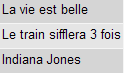 La vie est belle
Le train sifflera 3 fois
Indiana Jones